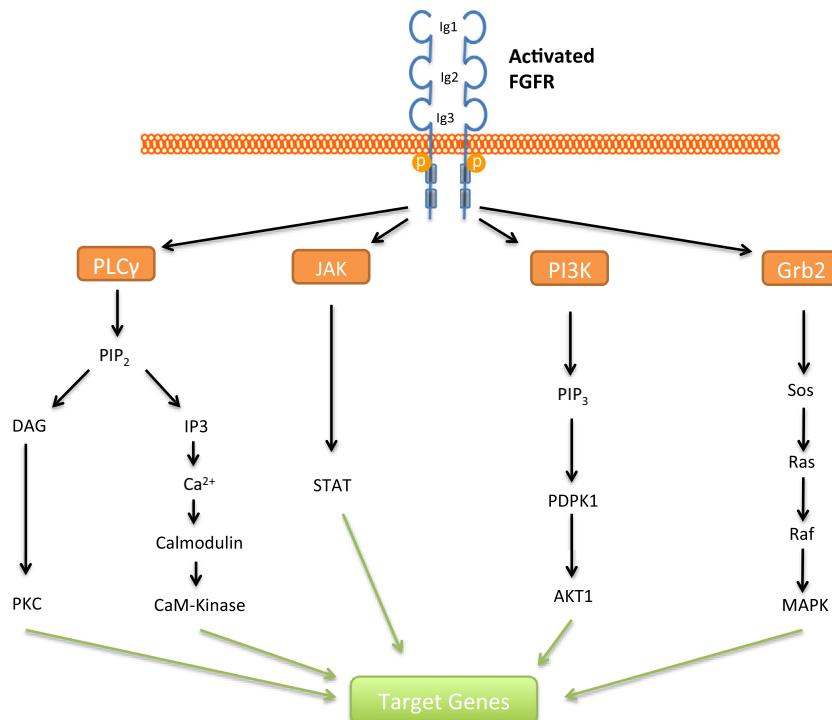 Ig1
Activated
FGFR
Ig2
Ig3
p p
PLCγ
JAK
PI3K
Grb2
PIP₂
PIP₃
Sos
DAG
IP3
Ras
Ca²⁺
STAT
PDPK1
Raf
Calmodulin
PKC
CaM-Kinase
AKT1
MAPK
Target Genes